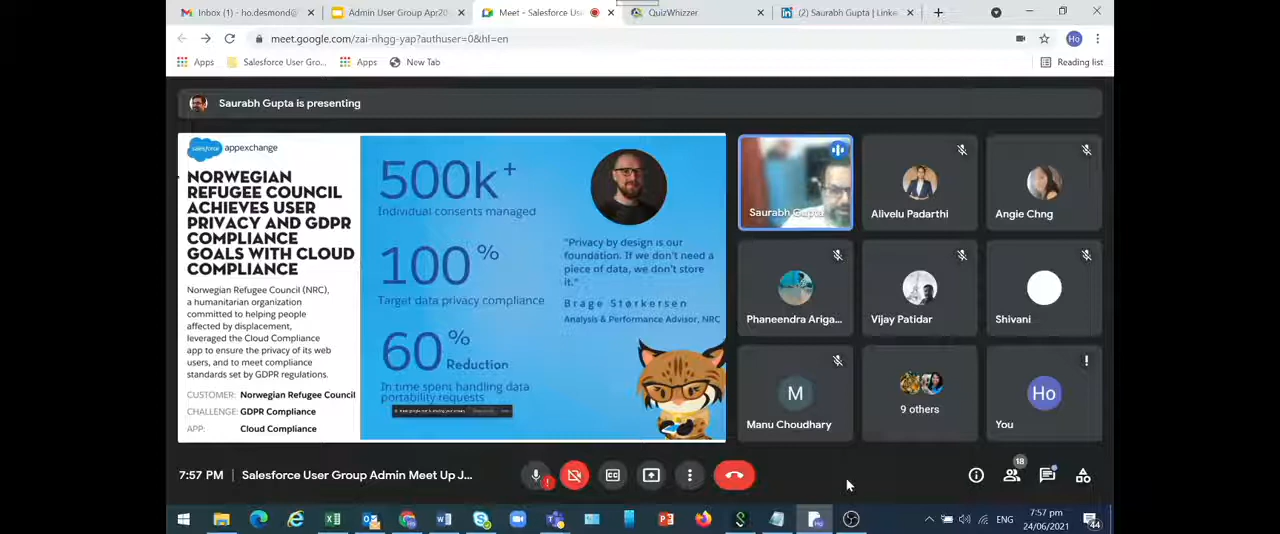 Inbox (1) - ho.desmond@
Admin User Group Apr20
Meet - Salesforce Us
QuizWhizzer
(2) Saurabh Gupta | Linke
meet.google.com/zai-nhgg-yap?authuser=0&hl=en
Ho
Apps
Salesforce User Gro...
Apps
New Tab
Reading list
Saurabh Gupta is presenting
salesforce appexchange
NORWEGIAN
REFUGEE COUNCIL
ACHIEVES USER
PRIVACY AND GDPR
COMPLIANCE
GOALS WITH CLOUD
COMPLIANCE
Norwegian Refugee Council (NRC),
a humanitarian organization
committed to helping people
affected by displacement,
leveraged the Cloud Compliance
app to ensure the privacy of its web
users, and to meet compliance
standards set by GDPR regulations.
CUSTOMER: Norwegian Refugee Council
CHALLENGE: GDPR Compliance
APP: Cloud Compliance
500k+
Individual consents managed
100%
Target data privacy compliance
60% Reduction
In time spent handling data
portability requests
"Privacy by design is our
foundation. If we don't need a
piece of data, we don't store
it."
Brage Størkersen
Analysis & Performance Advisor, NRC
Saurabh Gupta
Alivelu Padarthi
Angie Chng
Phaneendra Ariga...
Vijay Patidar
Shivani
M
Manu Choudhary
9 others
Ho
You
7:57 PM | Salesforce User Group Admin Meet Up J...
18
ENG
7:57 pm
24/06/2021
44